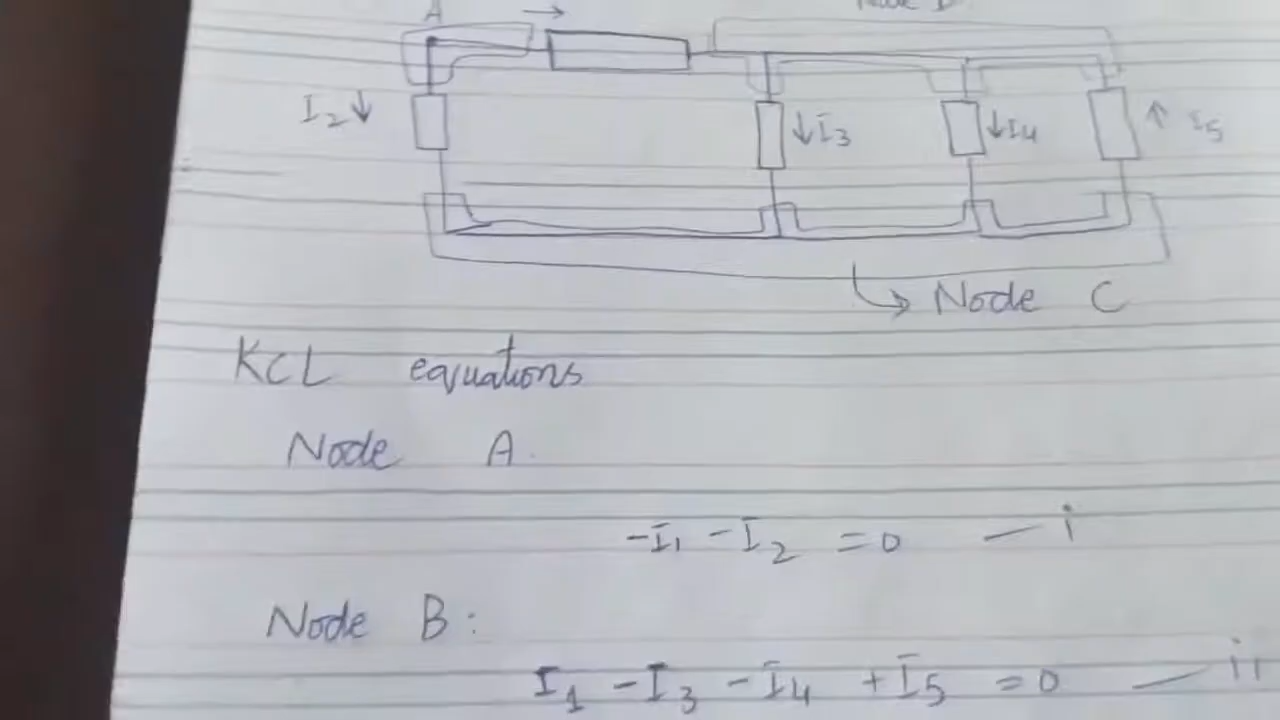 A →
I2 ↓
↓ I3
↓ I4
↑ I5
→ Node C
KCL equations
Node A.
-I1 - I2 = 0 — i
Node B:
I1 - I3 - I4 + I5 = 0 — ii